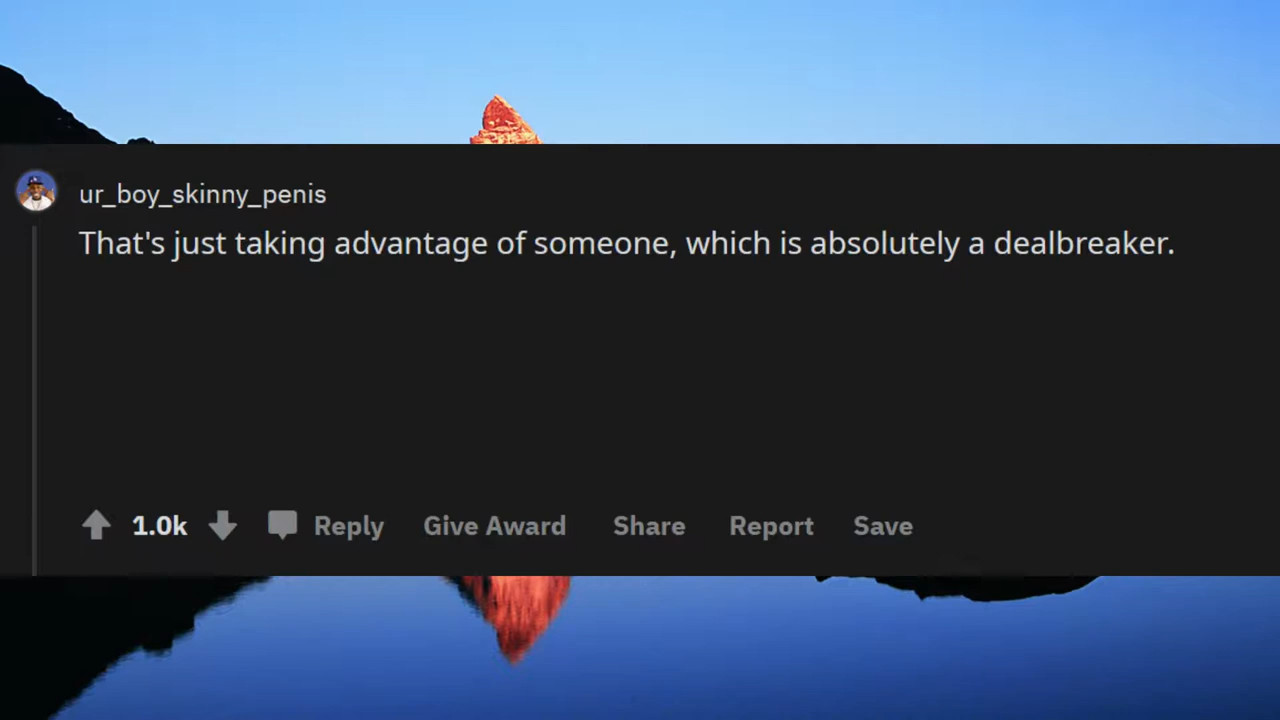 ur_boy_skinny_penis
That's just taking advantage of someone, which is absolutely a dealbreaker.
1.0k Reply Give Award Share Report Save